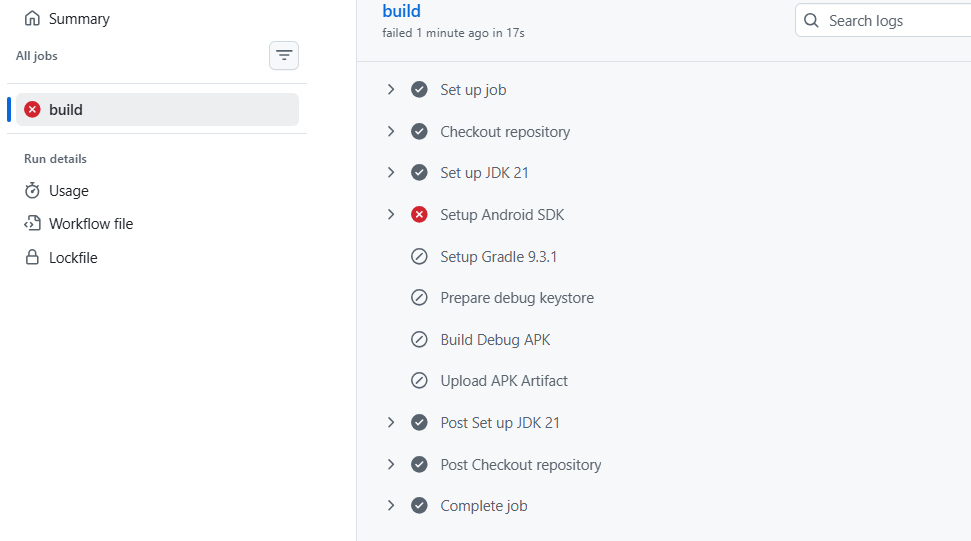 Summary
All jobs
build
Run details
Usage
Workflow file
Lockfile
build
failed 1 minute ago in 17s
Search logs
Set up job
Checkout repository
Set up JDK 21
Setup Android SDK
Setup Gradle 9.3.1
Prepare debug keystore
Build Debug APK
Upload APK Artifact
Post Set up JDK 21
Post Checkout repository
Complete job